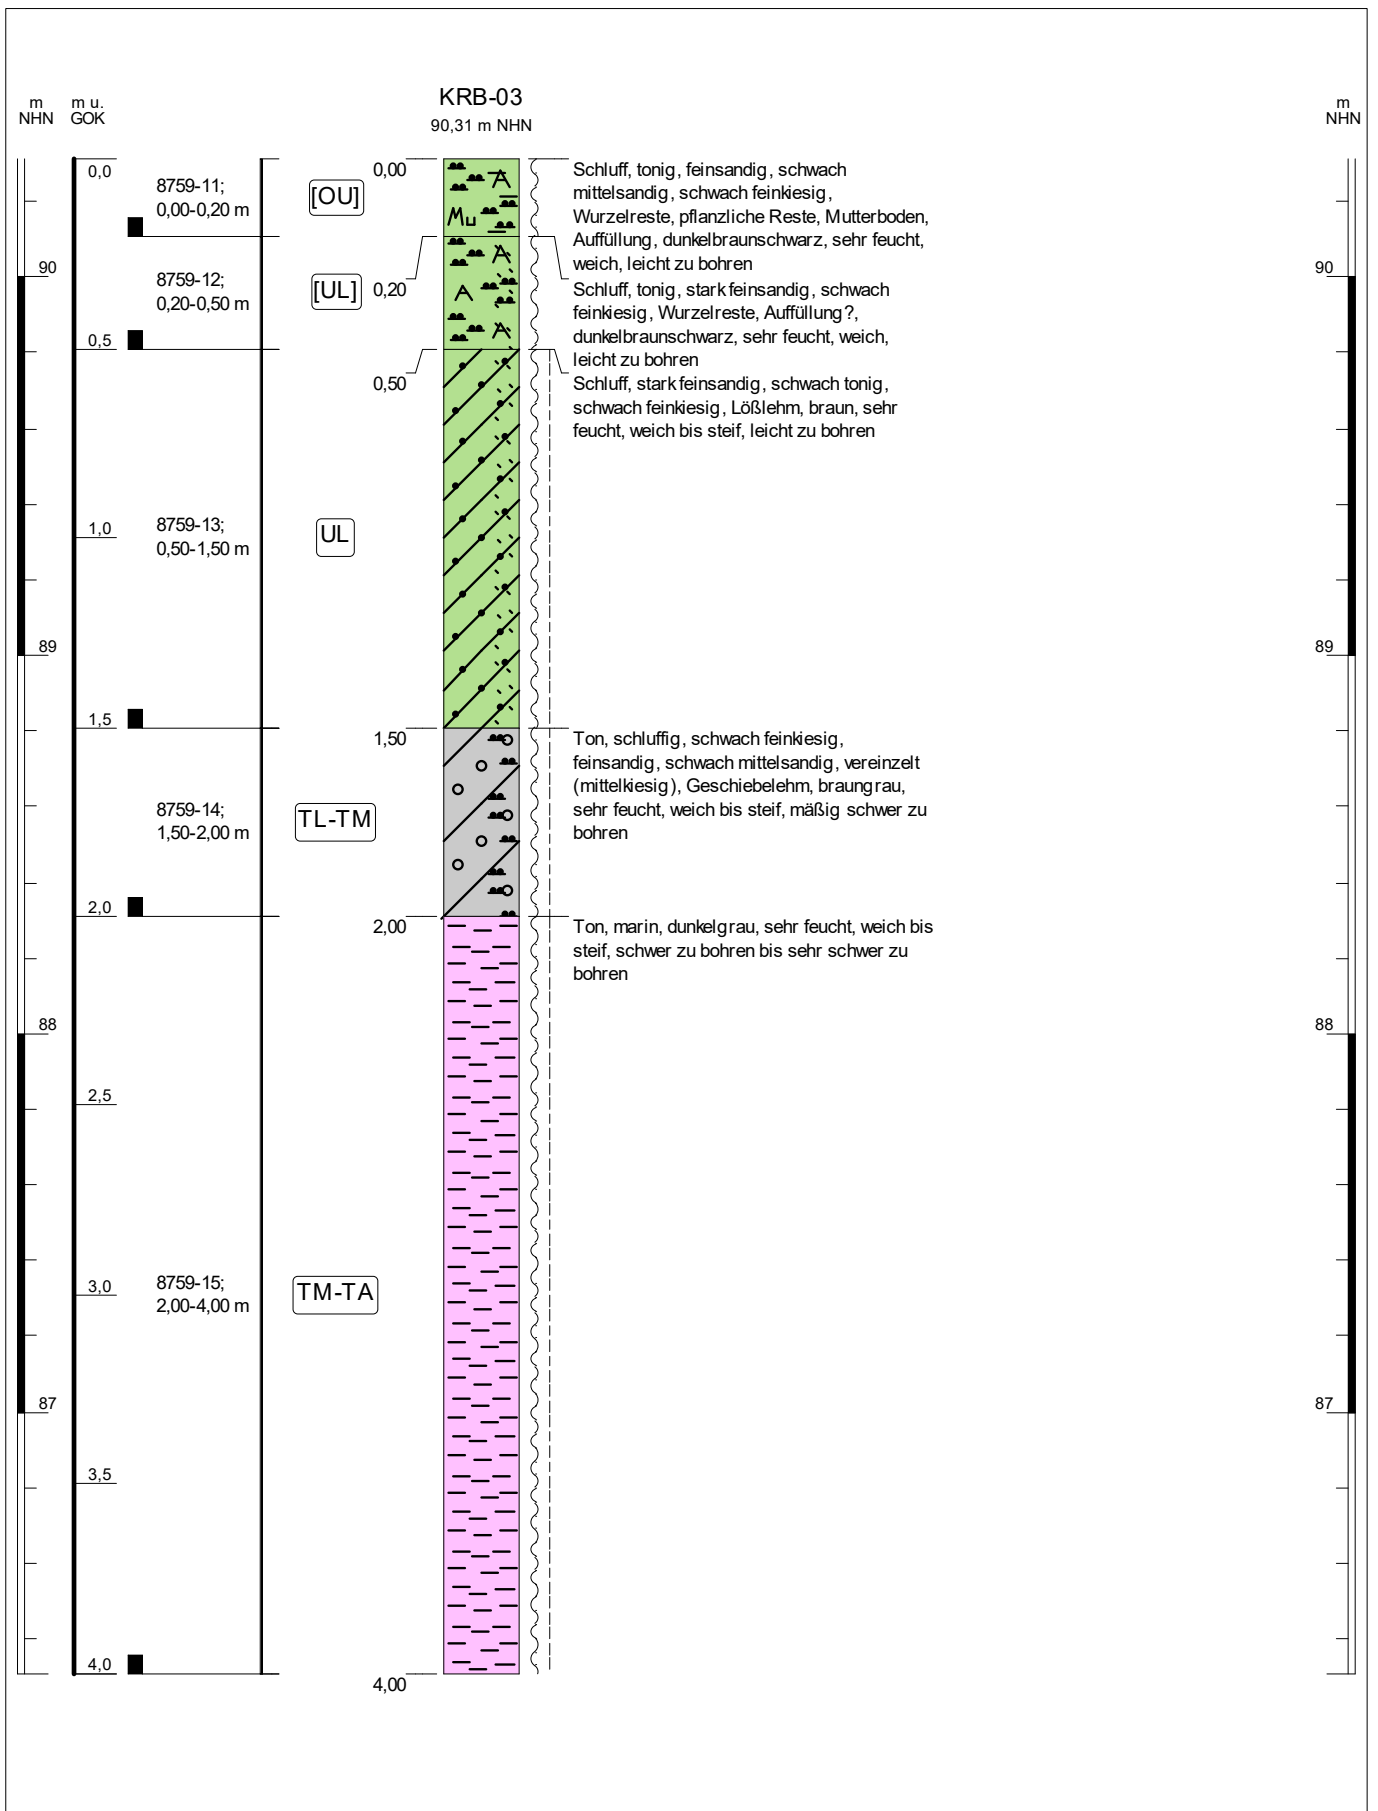 KRB-03
90,31 m NHN
m
NHN
m u.
GOK
m
NHN
0,0
0,5
1,0
1,5
2,0
2,5
3,0
3,5
4,0
90
89
88
87
8759-11;
0,00-0,20 m
8759-12;
0,20-0,50 m
8759-13;
0,50-1,50 m
8759-14;
1,50-2,00 m
8759-15;
2,00-4,00 m
[OU]
[UL]
UL
TL-TM
TM-TA
0,00
0,20
0,50
1,50
2,00
4,00
A
Mu
A
A
A
Schluff, tonig, feinsandig, schwach
mittelsandig, schwach feinkiesig,
Wurzelreste, pflanzliche Reste, Mutterboden,
Auffüllung, dunkelbraunschwarz, sehr feucht,
weich, leicht zu bohren
Schluff, tonig, stark feinsandig, schwach
feinkiesig, Wurzelreste, Auffüllung?,
dunkelbraunschwarz, sehr feucht, weich,
leicht zu bohren
Schluff, stark feinsandig, schwach tonig,
schwach feinkiesig, Lößlehm, braun, sehr
feucht, weich bis steif, leicht zu bohren
Ton, schluffig, schwach feinkiesig,
feinsandig, schwach mittelsandig, vereinzelt
(mittelkiesig), Geschiebelehm, braungrau,
sehr feucht, weich bis steif, mäßig schwer zu
bohren
Ton, marin, dunkelgrau, sehr feucht, weich bis
steif, schwer zu bohren bis sehr schwer zu
bohren
90
89
88
87